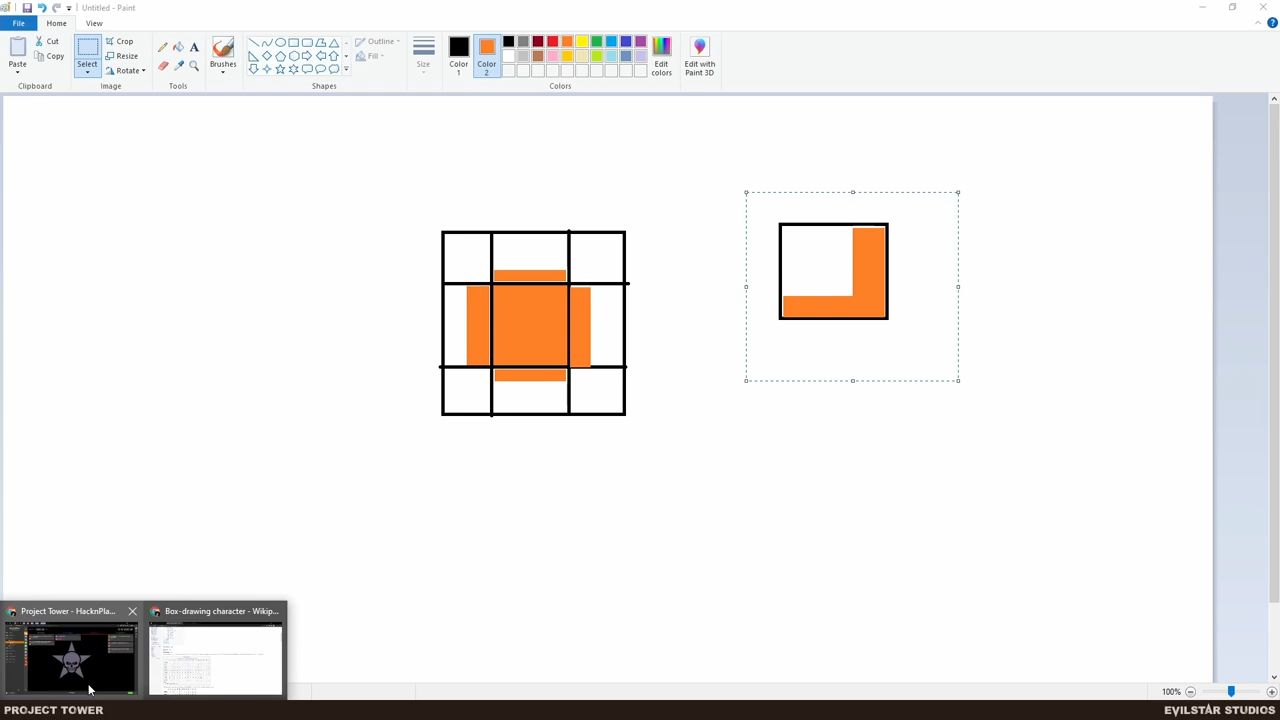 Untitled - Paint
File Home View
Paste
Cut
Copy
Clipboard
Select
Crop
Resize
Rotate
Image
Tools
Brushes
Shapes
Outline
Fill
Size
Color 1
Color 2
Edit colors
Colors
Edit with Paint 3D
Project Tower - HacknPla...
Box-drawing character - Wikip...
100%
PROJECT TOWER
EVILSTAR STUDIOS